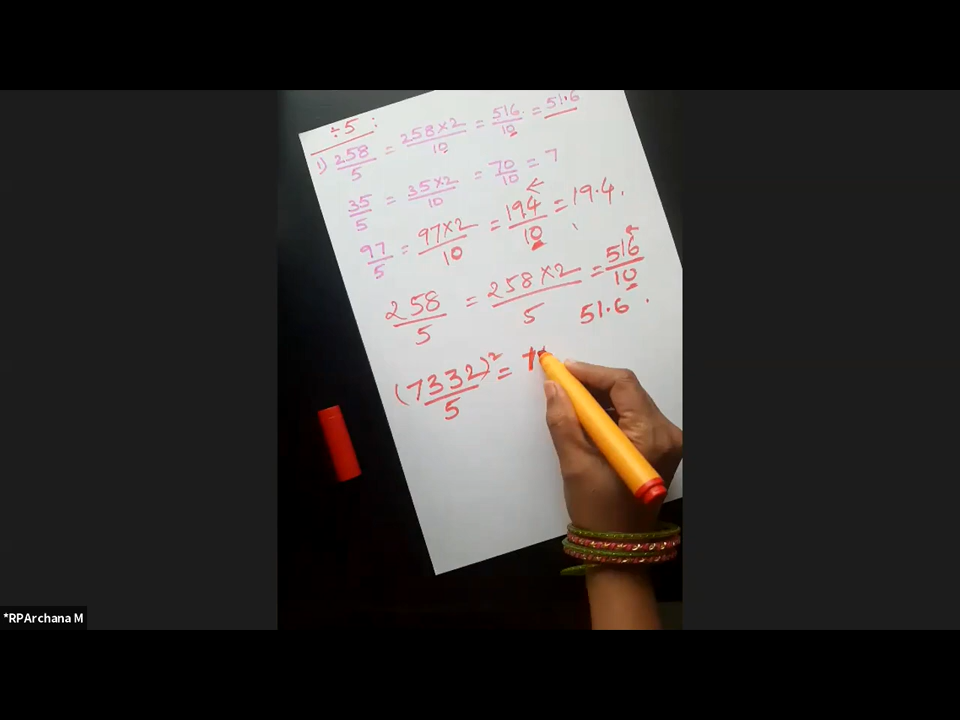 ÷5:
1) 258/5 = 258×2/10 = 516/10 = 51.6
35/5 = 35×2/10 = 70/10 = 7
97/5 = 97×2/10 = 194/10 = 19.4.
258/5 = 258×2/5 = 516/10
51.6
(7332)²/5 =
*RPArchana M